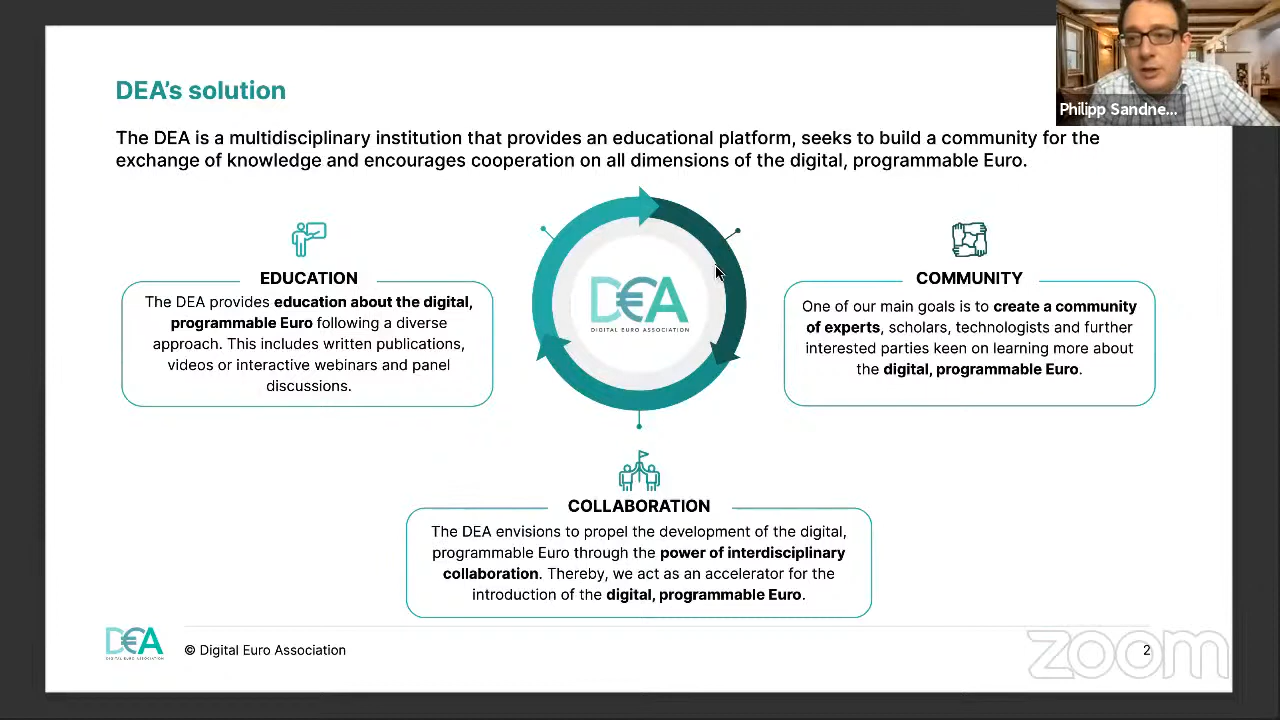 DEA's solution
Philipp Sandne...
The DEA is a multidisciplinary institution that provides an educational platform, seeks to build a community for the
exchange of knowledge and encourages cooperation on all dimensions of the digital, programmable Euro.
EDUCATION
The DEA provides education about the digital,
programmable Euro following a diverse
approach. This includes written publications,
videos or interactive webinars and panel
discussions.
D€A
DIGITAL EURO ASSOCIATION
COMMUNITY
One of our main goals is to create a community
of experts, scholars, technologists and further
interested parties keen on learning more about
the digital, programmable Euro.
COLLABORATION
The DEA envisions to propel the development of the digital,
programmable Euro through the power of interdisciplinary
collaboration. Thereby, we act as an accelerator for the
introduction of the digital, programmable Euro.
D€A
DIGITAL EURO ASSOCIATION
© Digital Euro Association
2
zoom